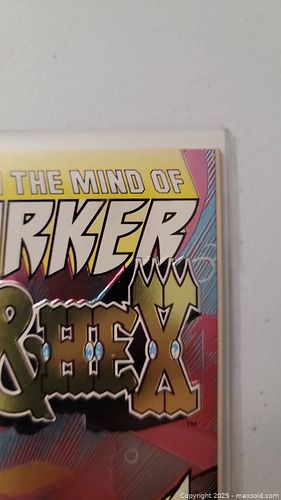 N THE MIND OF
RKER
& HEX
™
Copyright 2025 - maxsold.com